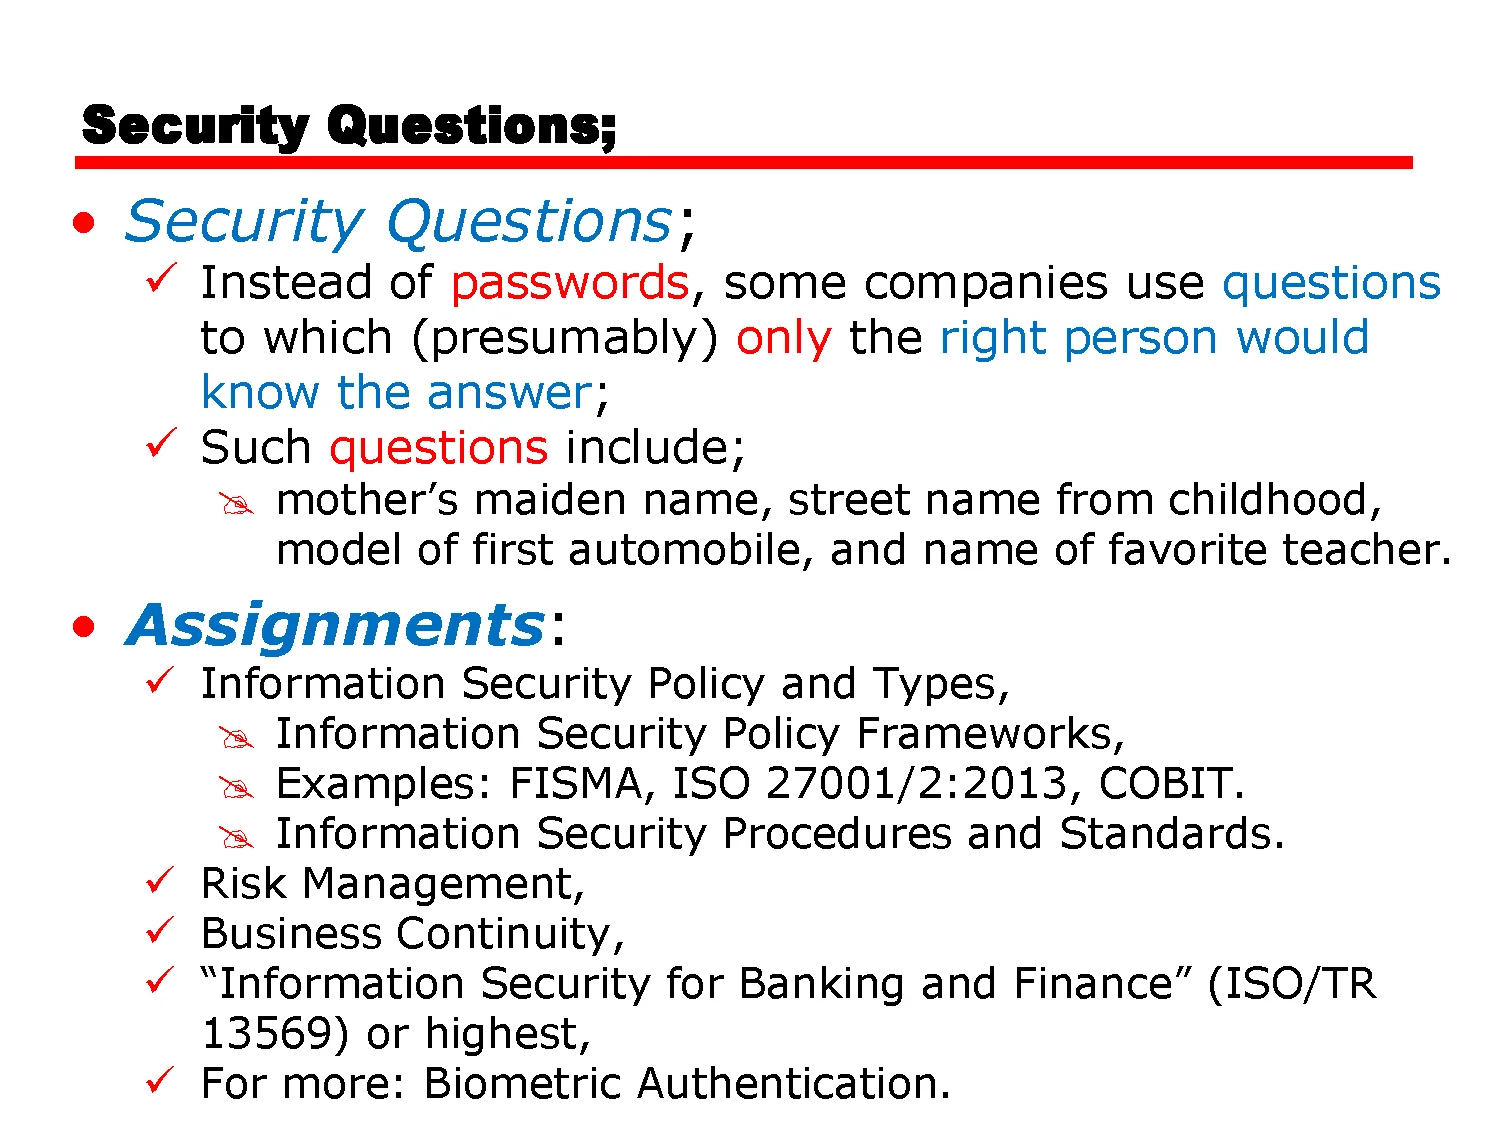 Security Questions;
• Security Questions;
✓ Instead of passwords, some companies use questions
to which (presumably) only the right person would
know the answer;
✓ Such questions include;
mother’s maiden name, street name from childhood,
model of first automobile, and name of favorite teacher.
• Assignments:
✓ Information Security Policy and Types,
Information Security Policy Frameworks,
Examples: FISMA, ISO 27001/2:2013, COBIT.
Information Security Procedures and Standards.
✓ Risk Management,
✓ Business Continuity,
✓ “Information Security for Banking and Finance” (ISO/TR
13569) or highest,
✓ For more: Biometric Authentication.